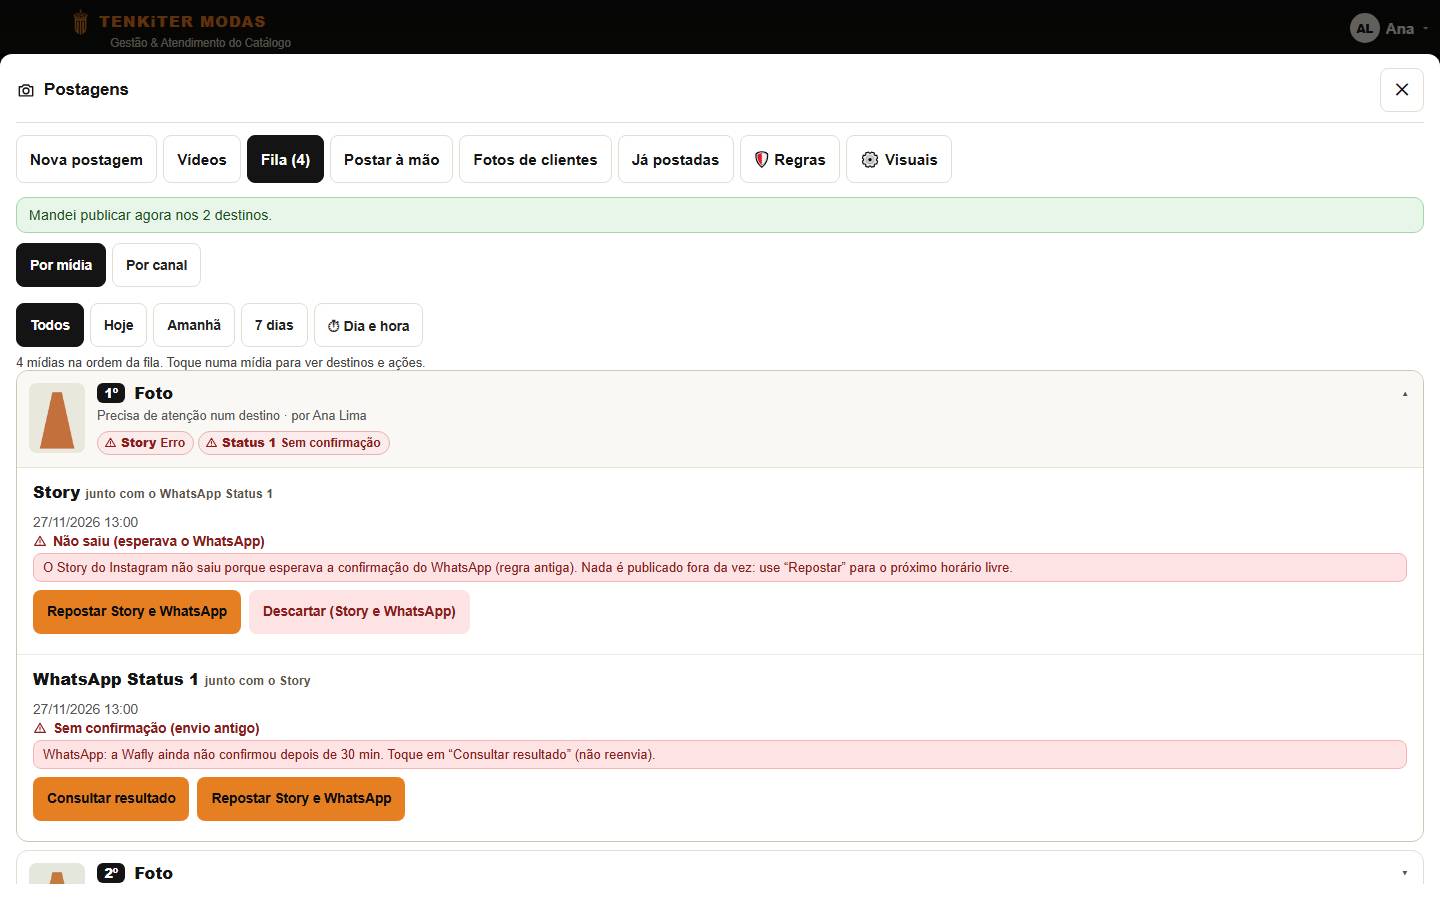 TENKiTER MODAS
Gestão & Atendimento do Catálogo
AL Ana
Postagens
Nova postagem
Vídeos
Fila (4)
Postar à mão
Fotos de clientes
Já postadas
Regras
Visuais
Mandei publicar agora nos 2 destinos.
Por mídia
Por canal
Todos
Hoje
Amanhã
7 dias
Dia e hora
4 mídias na ordem da fila. Toque numa mídia para ver destinos e ações.
1º Foto
Precisa de atenção num destino · por Ana Lima
Story Erro
Status 1 Sem confirmação
Story junto com o WhatsApp Status 1
27/11/2026 13:00
Não saiu (esperava o WhatsApp)
O Story do Instagram não saiu porque esperava a confirmação do WhatsApp (regra antiga). Nada é publicado fora da vez: use “Repostar” para o próximo horário livre.
Repostar Story e WhatsApp
Descartar (Story e WhatsApp)
WhatsApp Status 1 junto com o Story
27/11/2026 13:00
Sem confirmação (envio antigo)
WhatsApp: a Wafly ainda não confirmou depois de 30 min. Toque em “Consultar resultado” (não reenvia).
Consultar resultado
Repostar Story e WhatsApp
2º Foto